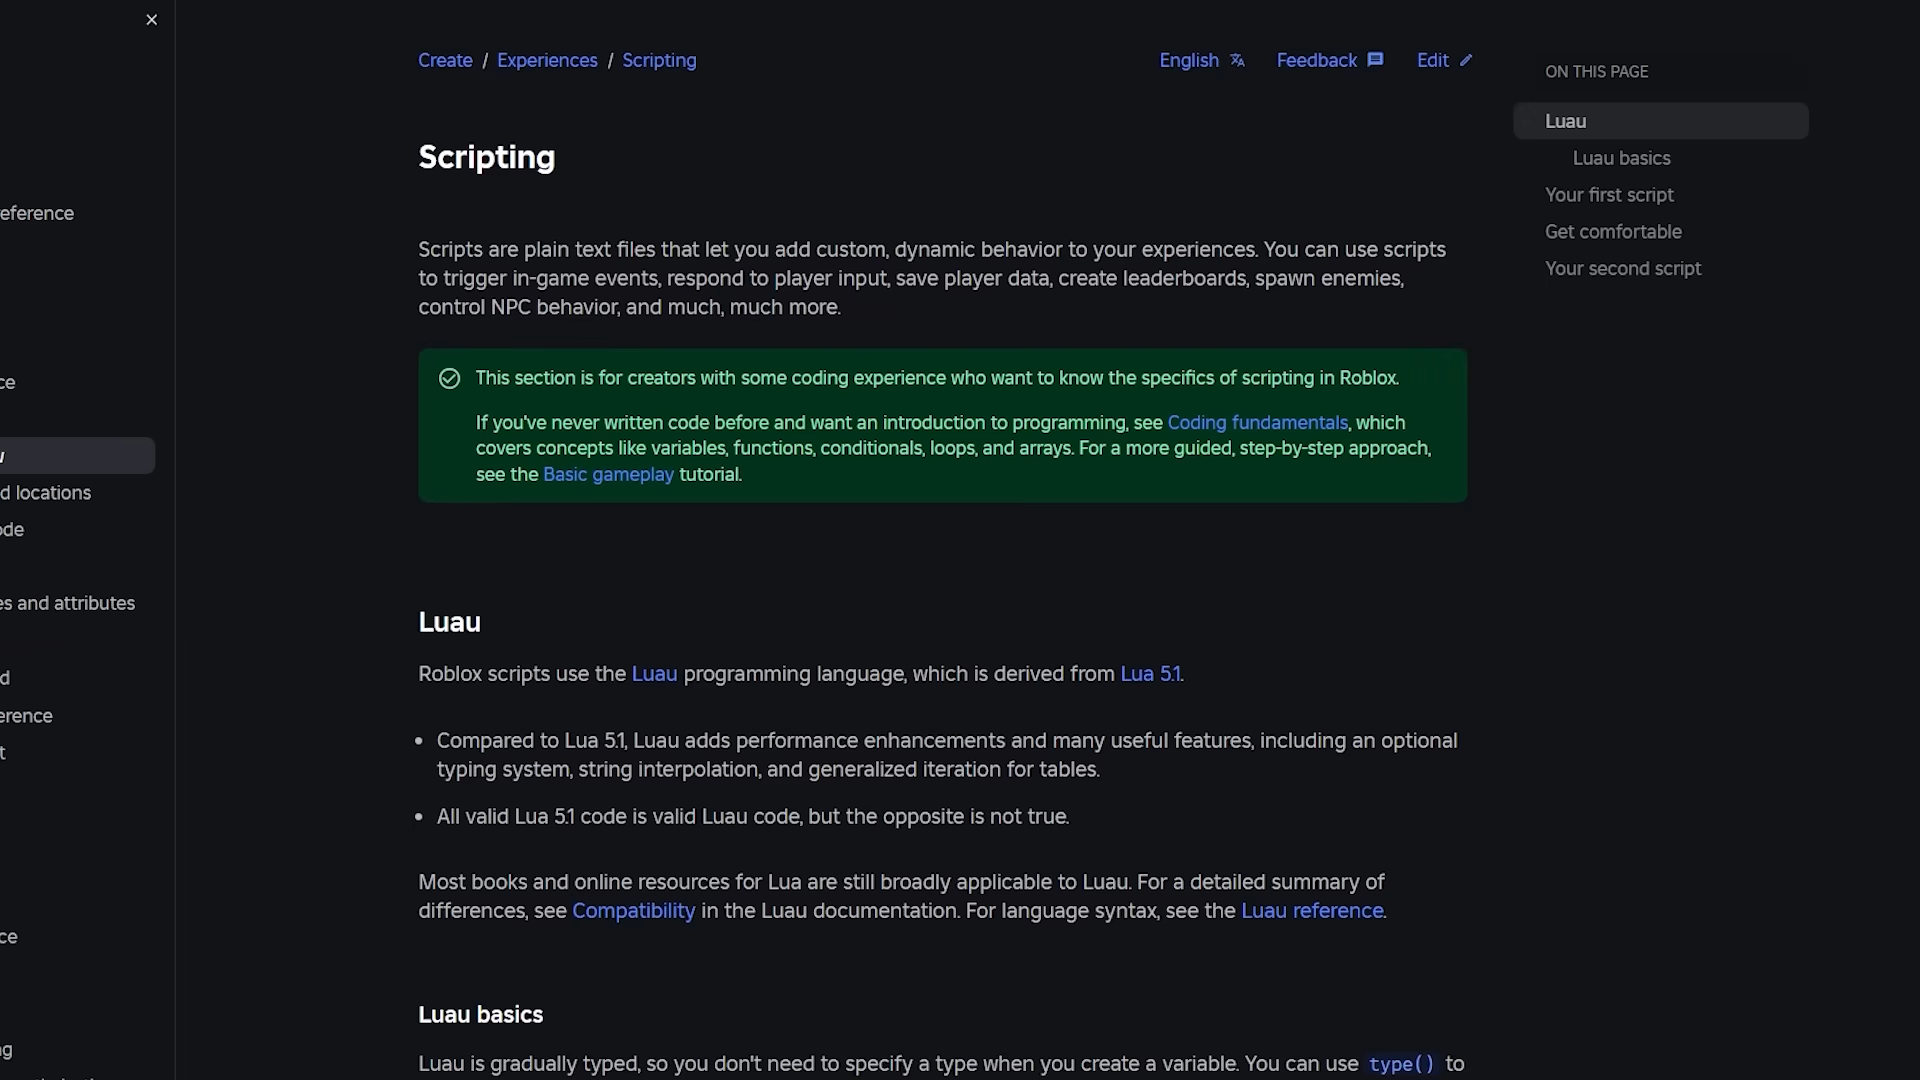 Create / Experiences / Scripting
English
Feedback
Edit
ON THIS PAGE
Luau
Luau basics
Your first script
Get comfortable
Your second script
eference
ce
d locations
ode
es and attributes
d
erence
t
ce
ng
Scripting
Scripts are plain text files that let you add custom, dynamic behavior to your experiences. You can use scripts
to trigger in-game events, respond to player input, save player data, create leaderboards, spawn enemies,
control NPC behavior, and much, much more.
This section is for creators with some coding experience who want to know the specifics of scripting in Roblox.
If you've never written code before and want an introduction to programming, see Coding fundamentals, which
covers concepts like variables, functions, conditionals, loops, and arrays. For a more guided, step-by-step approach,
see the Basic gameplay tutorial.
Luau
Roblox scripts use the Luau programming language, which is derived from Lua 5.1.
• Compared to Lua 5.1, Luau adds performance enhancements and many useful features, including an optional
typing system, string interpolation, and generalized iteration for tables.
• All valid Lua 5.1 code is valid Luau code, but the opposite is not true.
Most books and online resources for Lua are still broadly applicable to Luau. For a detailed summary of
differences, see Compatibility in the Luau documentation. For language syntax, see the Luau reference.
Luau basics
Luau is gradually typed, so you don't need to specify a type when you create a variable. You can use type() to